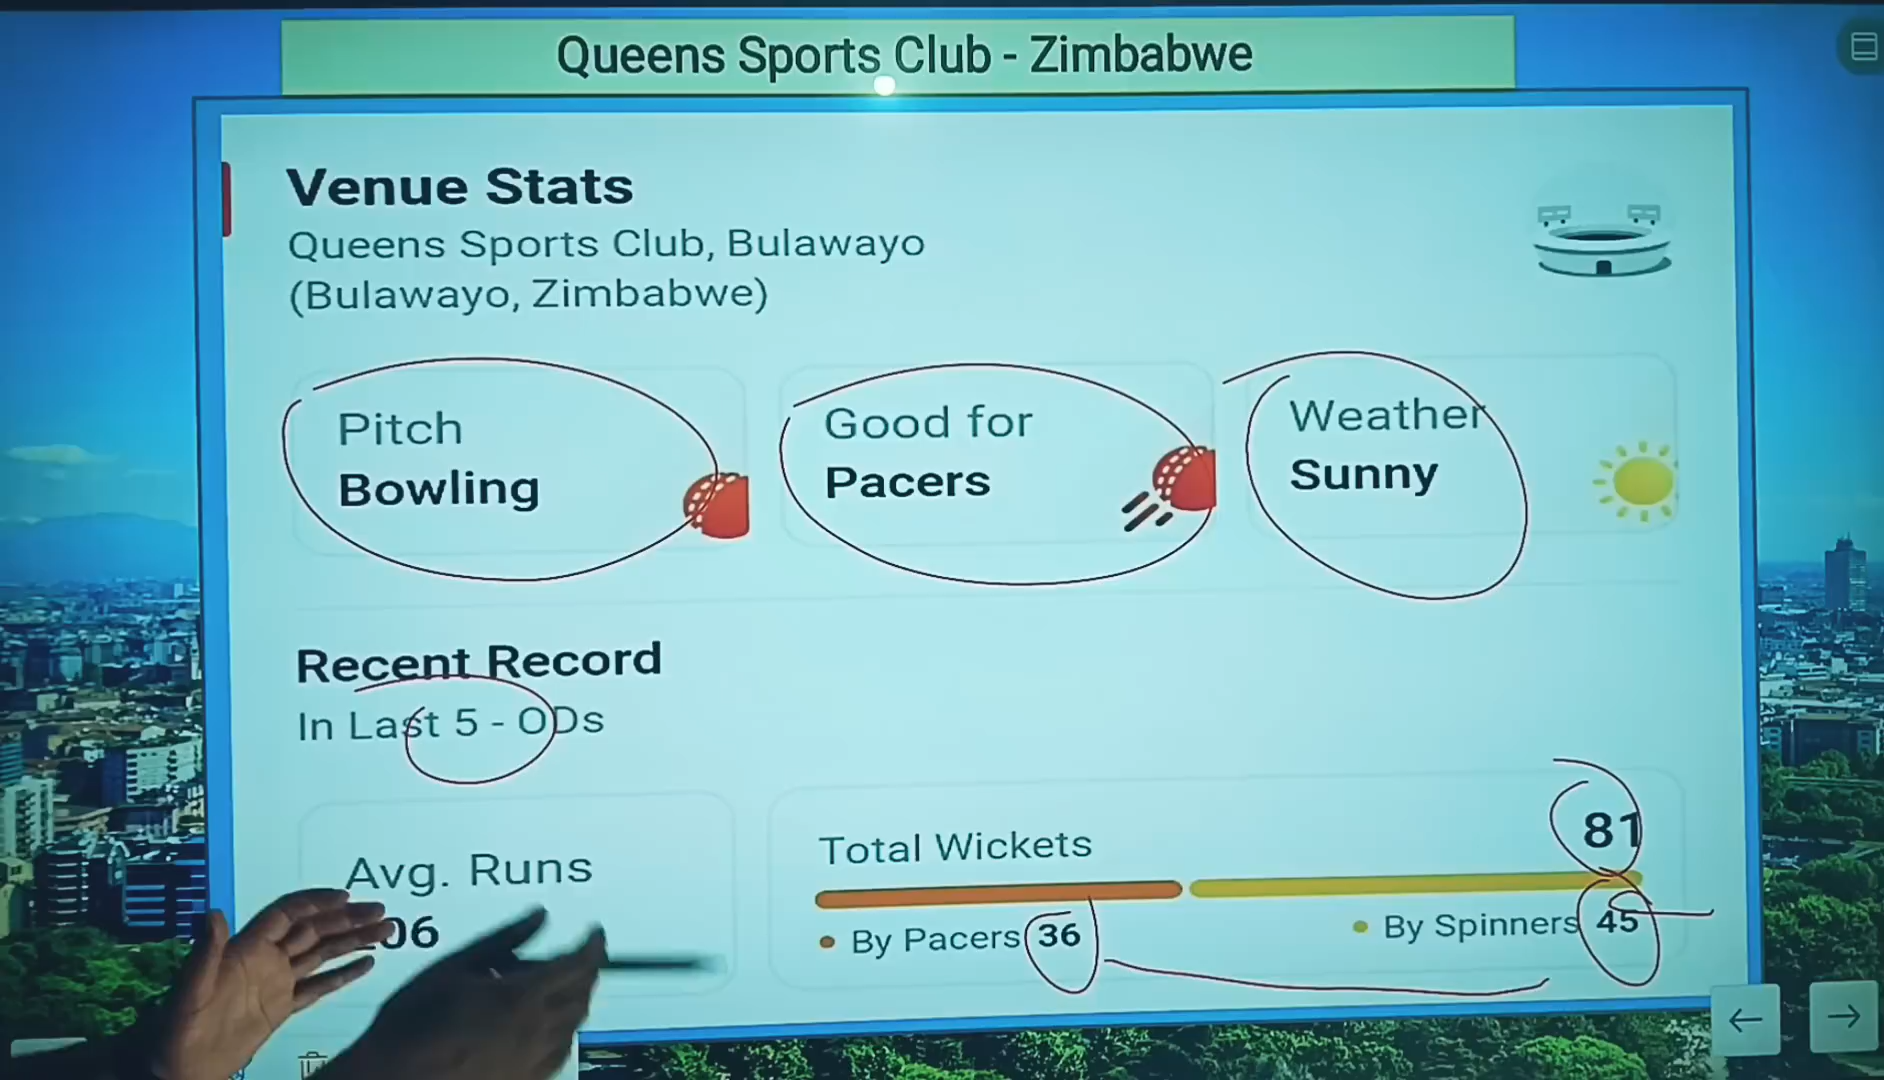 Queens Sports Club - Zimbabwe
Venue Stats
Queens Sports Club, Bulawayo
(Bulawayo, Zimbabwe)
Pitch
Bowling
Good for
Pacers
Weather
Sunny
Recent Record
In Last 5 - ODs
Avg. Runs
Total Wickets
81
By Pacers 36
By Spinners 45